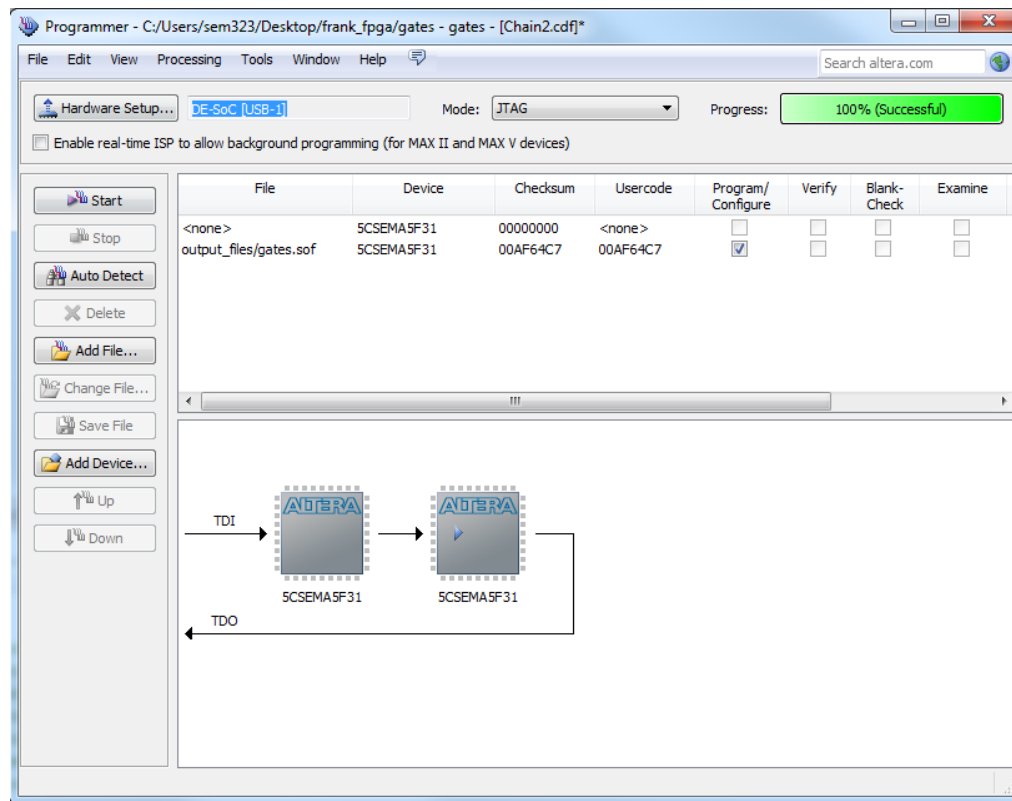 Programmer - C:/Users/sem323/Desktop/frank_fpga/gates - gates - [Chain2.cdf]*
File Edit View Processing Tools Window Help
Search altera.com
Hardware Setup... DE-SoC [USB-1] Mode: JTAG Progress: 100% (Successful)
Enable real-time ISP to allow background programming (for MAX II and MAX V devices)
Start
Stop
Auto Detect
Delete
Add File...
Change File...
Save File
Add Device...
Up
Down
File Device Checksum Usercode Program/ Verify Blank- Examine
Configure Check
<none> 5CSEMA5F31 00000000 <none>
output_files/gates.sof 5CSEMA5F31 00AF64C7 00AF64C7
ALTERA ALTERA
TDI
5CSEMA5F31 5CSEMA5F31
TDO